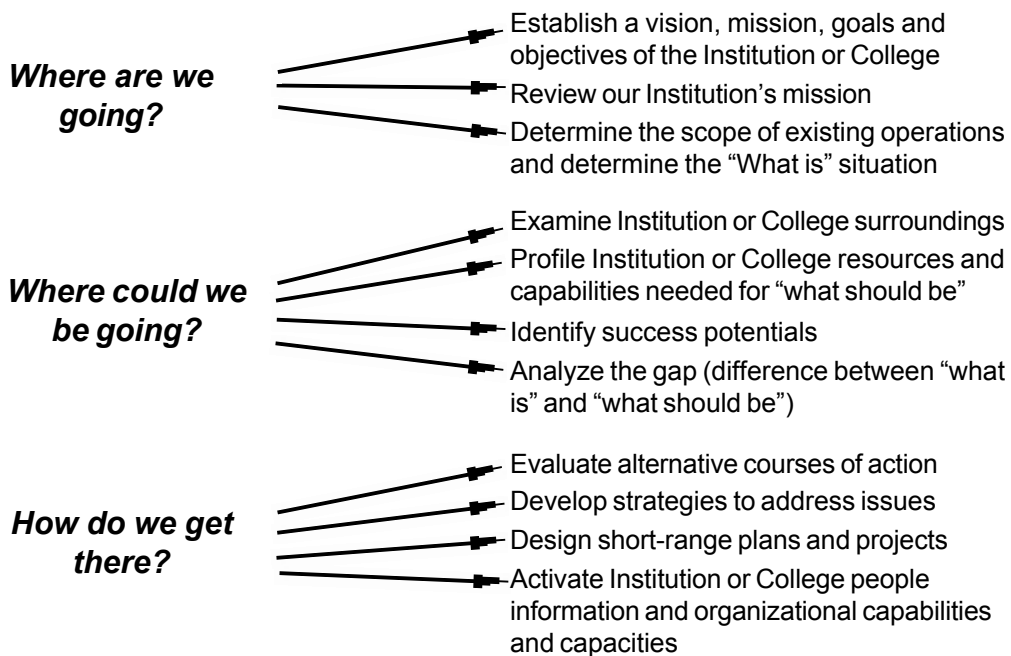 Where are we
going?
Establish a vision, mission, goals and
objectives of the Institution or College
Review our Institution’s mission
Determine the scope of existing operations
and determine the “What is” situation
Where could we
be going?
Examine Institution or College surroundings
Profile Institution or College resources and
capabilities needed for “what should be”
Identify success potentials
Analyze the gap (difference between “what
is” and “what should be”)
How do we get
there?
Evaluate alternative courses of action
Develop strategies to address issues
Design short-range plans and projects
Activate Institution or College people
information and organizational capabilities
and capacities